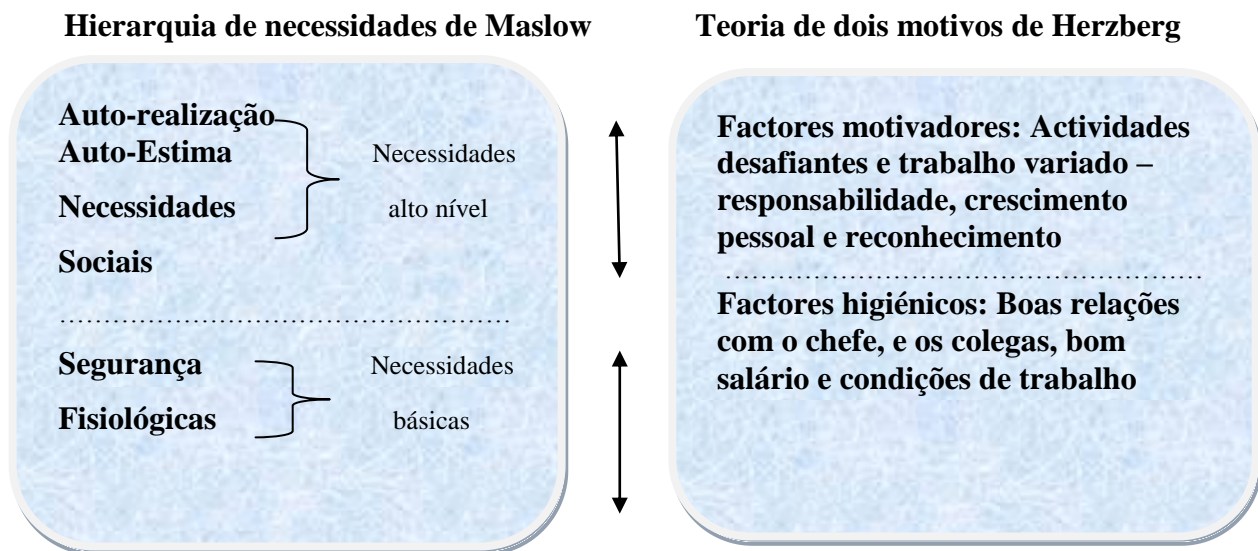 Hierarquia de necessidades de Maslow
Teoria de dois motivos de Herzberg
Auto-realização
Auto-Estima Necessidades
Necessidades alto nível
Sociais
……………………………………………
Segurança Necessidades
Fisiológicas básicas
Factores motivadores: Actividades
desafiantes e trabalho variado –
responsabilidade, crescimento
pessoal e reconhecimento
………………………………………………
Factores higiénicos: Boas relações
com o chefe, e os colegas, bom
salário e condições de trabalho